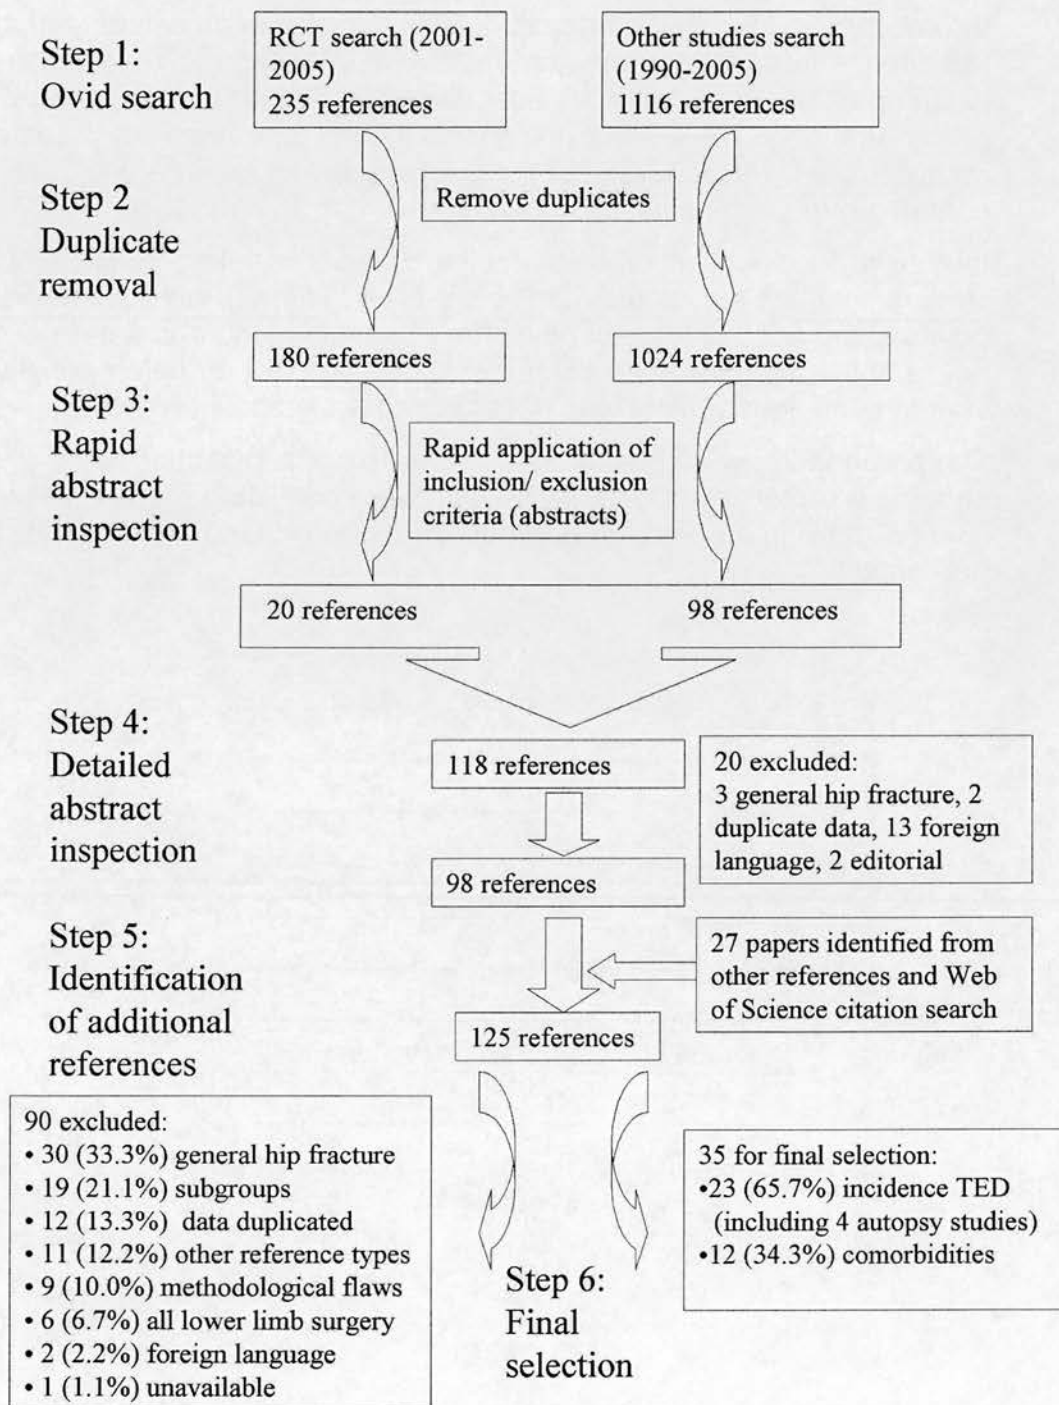 Step 1:
Ovid search
RCT search (2001-
2005)
235 references
Other studies search
(1990-2005)
1116 references
Step 2
Duplicate
removal
Remove duplicates
180 references
1024 references
Step 3:
Rapid
abstract
inspection
Rapid application of
inclusion/ exclusion
criteria (abstracts)
20 references
98 references
Step 4:
Detailed
abstract
inspection
118 references
20 excluded:
3 general hip fracture, 2
duplicate data, 13 foreign
language, 2 editorial
98 references
Step 5:
Identification
of additional
references
27 papers identified from
other references and Web
of Science citation search
125 references
90 excluded:
• 30 (33.3%) general hip fracture
• 19 (21.1%) subgroups
• 12 (13.3%) data duplicated
• 11 (12.2%) other reference types
• 9 (10.0%) methodological flaws
• 6 (6.7%) all lower limb surgery
• 2 (2.2%) foreign language
• 1 (1.1%) unavailable
Step 6:
Final
selection
35 for final selection:
•23 (65.7%) incidence TED
(including 4 autopsy studies)
•12 (34.3%) comorbidities